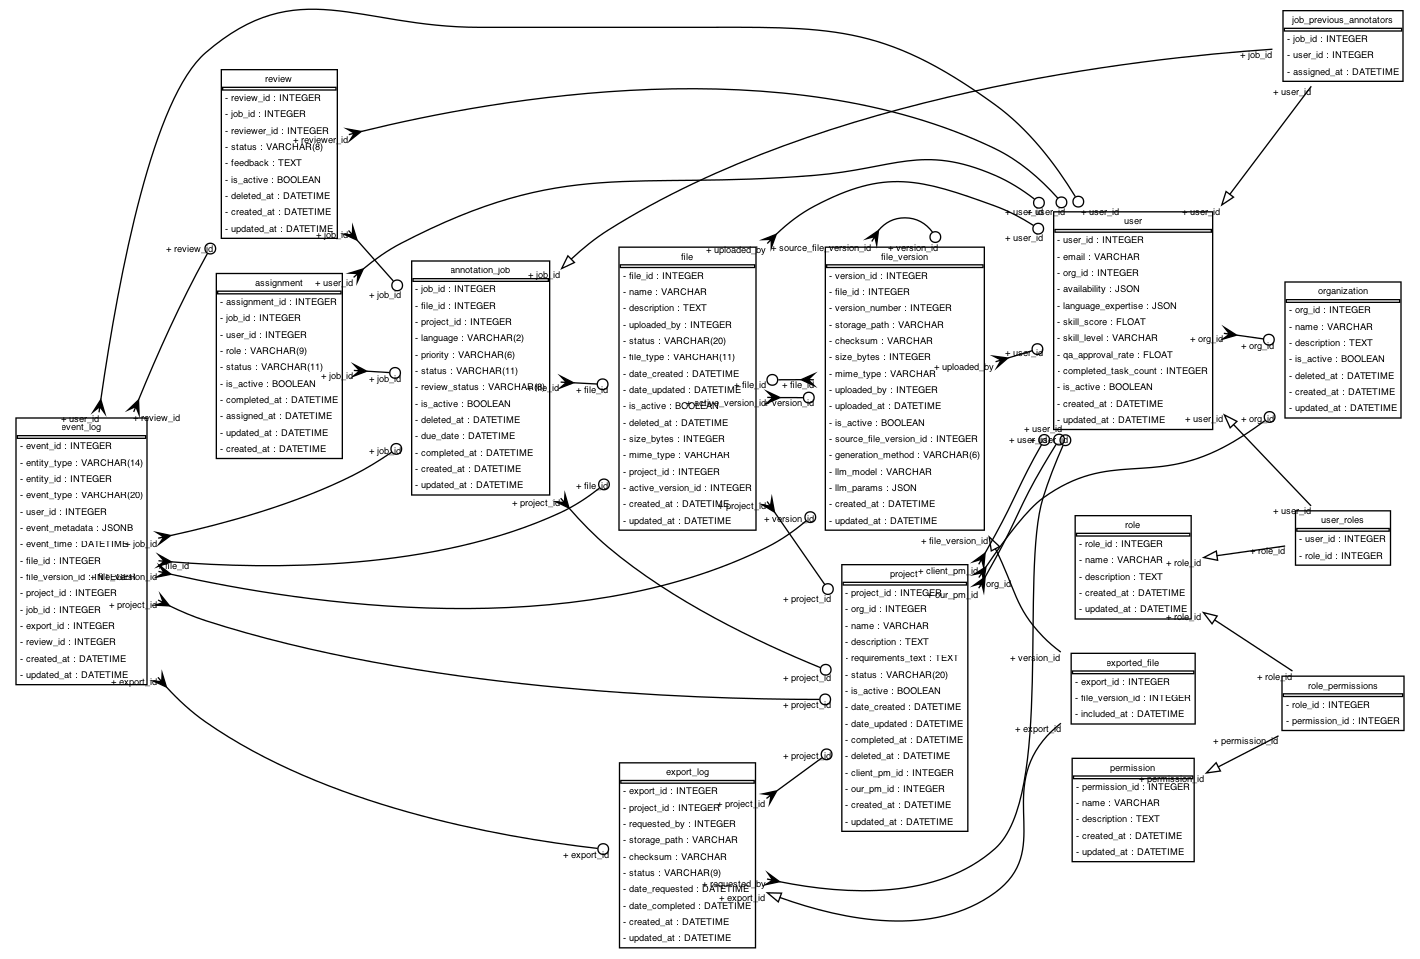 job_previous_annotators
- job_id : INTEGER
- user_id : INTEGER
- assigned_at : DATETIME
+ job_id
+ user_id
review
- review_id : INTEGER
- job_id : INTEGER
- reviewer_id : INTEGER
- status : VARCHAR(8)
- feedback : TEXT
- is_active : BOOLEAN
- deleted_at : DATETIME
- created_at : DATETIME
- updated_at : DATETIME
+ reviewer_id
+ job_id
+ review_id
+ job_id
assignment
- assignment_id : INTEGER
- job_id : INTEGER
- user_id : INTEGER
- role : VARCHAR(9)
- status : VARCHAR(11)
- is_active : BOOLEAN
- completed_at : DATETIME
- assigned_at : DATETIME
- updated_at : DATETIME
- created_at : DATETIME
+ user_id
+ job_id
+ job_id
+ job_id
annotation_job
- job_id : INTEGER
- file_id : INTEGER
- project_id : INTEGER
- language : VARCHAR(2)
- priority : VARCHAR(6)
- status : VARCHAR(11)
- review_status : VARCHAR(8)
- is_active : BOOLEAN
- deleted_at : DATETIME
- due_date : DATETIME
- completed_at : DATETIME
- created_at : DATETIME
- updated_at : DATETIME
+ job_id
+ file_id
+ file_id
+ file_id
+ project_id
file
- file_id : INTEGER
- name : VARCHAR
- description : TEXT
- uploaded_by : INTEGER
- status : VARCHAR(20)
- file_type : VARCHAR(11)
- date_created : DATETIME
- date_updated : DATETIME
- is_active : BOOLEAN
- deleted_at : DATETIME
- size_bytes : INTEGER
- mime_type : VARCHAR
- project_id : INTEGER
- active_version_id : INTEGER
- created_at : DATETIME
- updated_at : DATETIME
+ uploaded_by
+ file_id
+ file_id
+ active_version_id
+ version_id
+ project_id
+ version_id
+ source_file_version_id
+ version_id
file_version
- version_id : INTEGER
- file_id : INTEGER
- version_number : INTEGER
- storage_path : VARCHAR
- checksum : VARCHAR
- size_bytes : INTEGER
- mime_type : VARCHAR
- uploaded_by : INTEGER
- uploaded_at : DATETIME
- is_active : BOOLEAN
- source_file_version_id : INTEGER
- generation_method : VARCHAR(6)
- llm_model : VARCHAR
- llm_params : JSON
- created_at : DATETIME
- updated_at : DATETIME
+ uploaded_by
+ file_version_id
+ user_id
+ user_id
+ user_id
+ user_id
+ user_id
user
- user_id : INTEGER
- email : VARCHAR
- org_id : INTEGER
- availability : JSON
- language_expertise : JSON
- skill_score : FLOAT
- skill_level : VARCHAR
- qa_approval_rate : FLOAT
- completed_task_count : INTEGER
- is_active : BOOLEAN
- created_at : DATETIME
- updated_at : DATETIME
+ user_id
+ org_id
+ org_id
+ user_id
+ org_id
+ user_id
+ user_id
+ user_id
organization
- org_id : INTEGER
- name : VARCHAR
- description : TEXT
- is_active : BOOLEAN
- deleted_at : DATETIME
- created_at : DATETIME
- updated_at : DATETIME
+ user_id
+ review_id
event_log
- event_id : INTEGER
- entity_type : VARCHAR(14)
- entity_id : INTEGER
- event_type : VARCHAR(20)
- user_id : INTEGER
- event_metadata : JSONB
- event_time : DATETIME
- file_id : INTEGER
- file_version_id : INTEGER
- project_id : INTEGER
- job_id : INTEGER
- export_id : INTEGER
- review_id : INTEGER
- created_at : DATETIME
- updated_at : DATETIME
+ job_id
+ file_id
+ file_version_id
+ project_id
+ export_id
+ user_id
user_roles
- user_id : INTEGER
- role_id : INTEGER
+ role_id
role
- role_id : INTEGER
- name : VARCHAR
- description : TEXT
- created_at : DATETIME
- updated_at : DATETIME
+ role_id
+ role_id
project
- project_id : INTEGER
- org_id : INTEGER
- name : VARCHAR
- description : TEXT
- requirements_text : TEXT
- status : VARCHAR(20)
- is_active : BOOLEAN
- date_created : DATETIME
- date_updated : DATETIME
- completed_at : DATETIME
- deleted_at : DATETIME
- client_pm_id : INTEGER
- our_pm_id : INTEGER
- created_at : DATETIME
- updated_at : DATETIME
+ client_pm_id
+ org_id
+ our_pm_id
+ project_id
+ project_id
+ project_id
+ project_id
+ version_id
exported_file
- export_id : INTEGER
- file_version_id : INTEGER
- included_at : DATETIME
+ export_id
+ role_id
role_permissions
- role_id : INTEGER
- permission_id : INTEGER
+ permission_id
permission
- permission_id : INTEGER
- name : VARCHAR
- description : TEXT
- created_at : DATETIME
- updated_at : DATETIME
+ permission_id
export_log
- export_id : INTEGER
- project_id : INTEGER
- requested_by : INTEGER
- storage_path : VARCHAR
- checksum : VARCHAR
- status : VARCHAR(9)
- date_requested : DATETIME
- date_completed : DATETIME
- created_at : DATETIME
- updated_at : DATETIME
+ project_id
+ export_id
+ requested_by
+ export_id